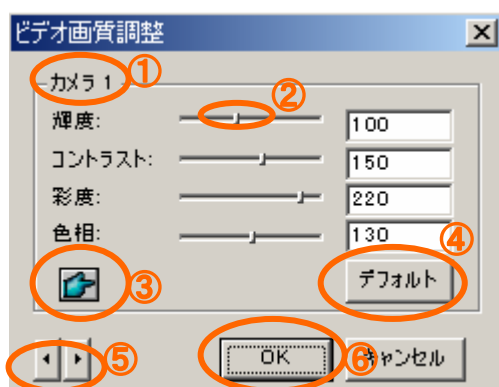 ビデオ画質調整
カメラ 1 ①
②
輝度: 100
コントラスト: 150
彩度: 220
色相: 130
④
③ デフォルト
⑤ OK ⑥ キャンセル